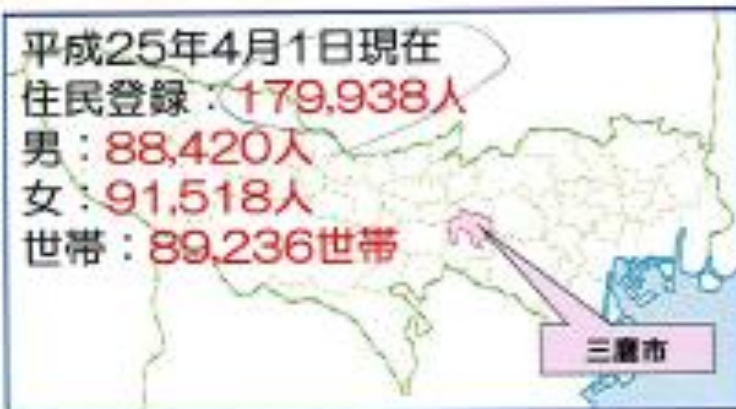 平成25年4月1日現在
住民登録：179,938人
男：88,420人
女：91,518人
世帯：89,236世帯
三鷹市